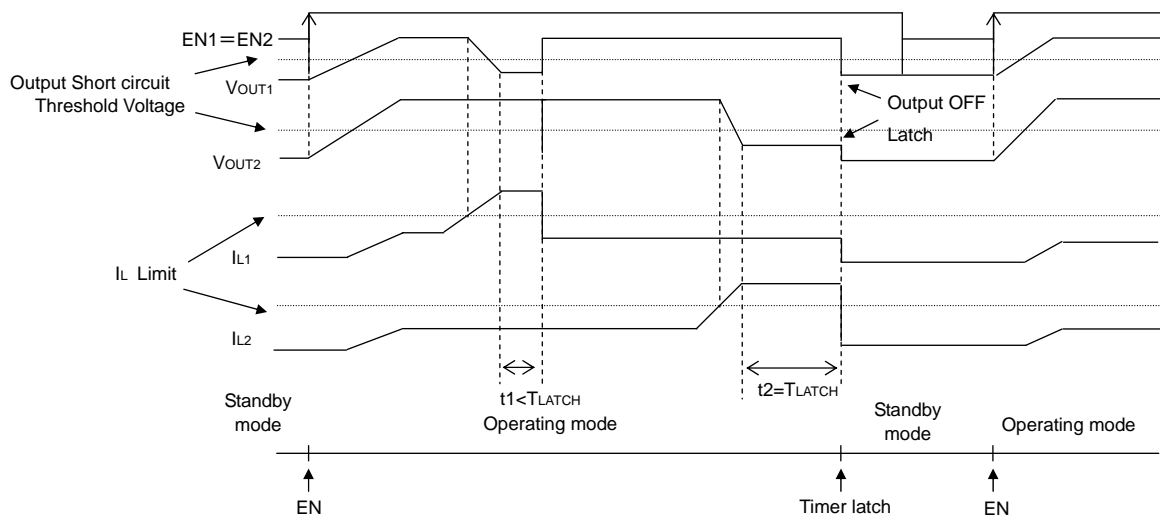 EN1=EN2
Output Short circuit
Threshold Voltage
VOUT1
Output OFF
Latch
VOUT2
IL Limit
IL1
IL2
t1<TLATCH
t2=TLATCH
Standby
mode
Operating mode
Standby
mode
Operating mode
EN
Timer latch
EN